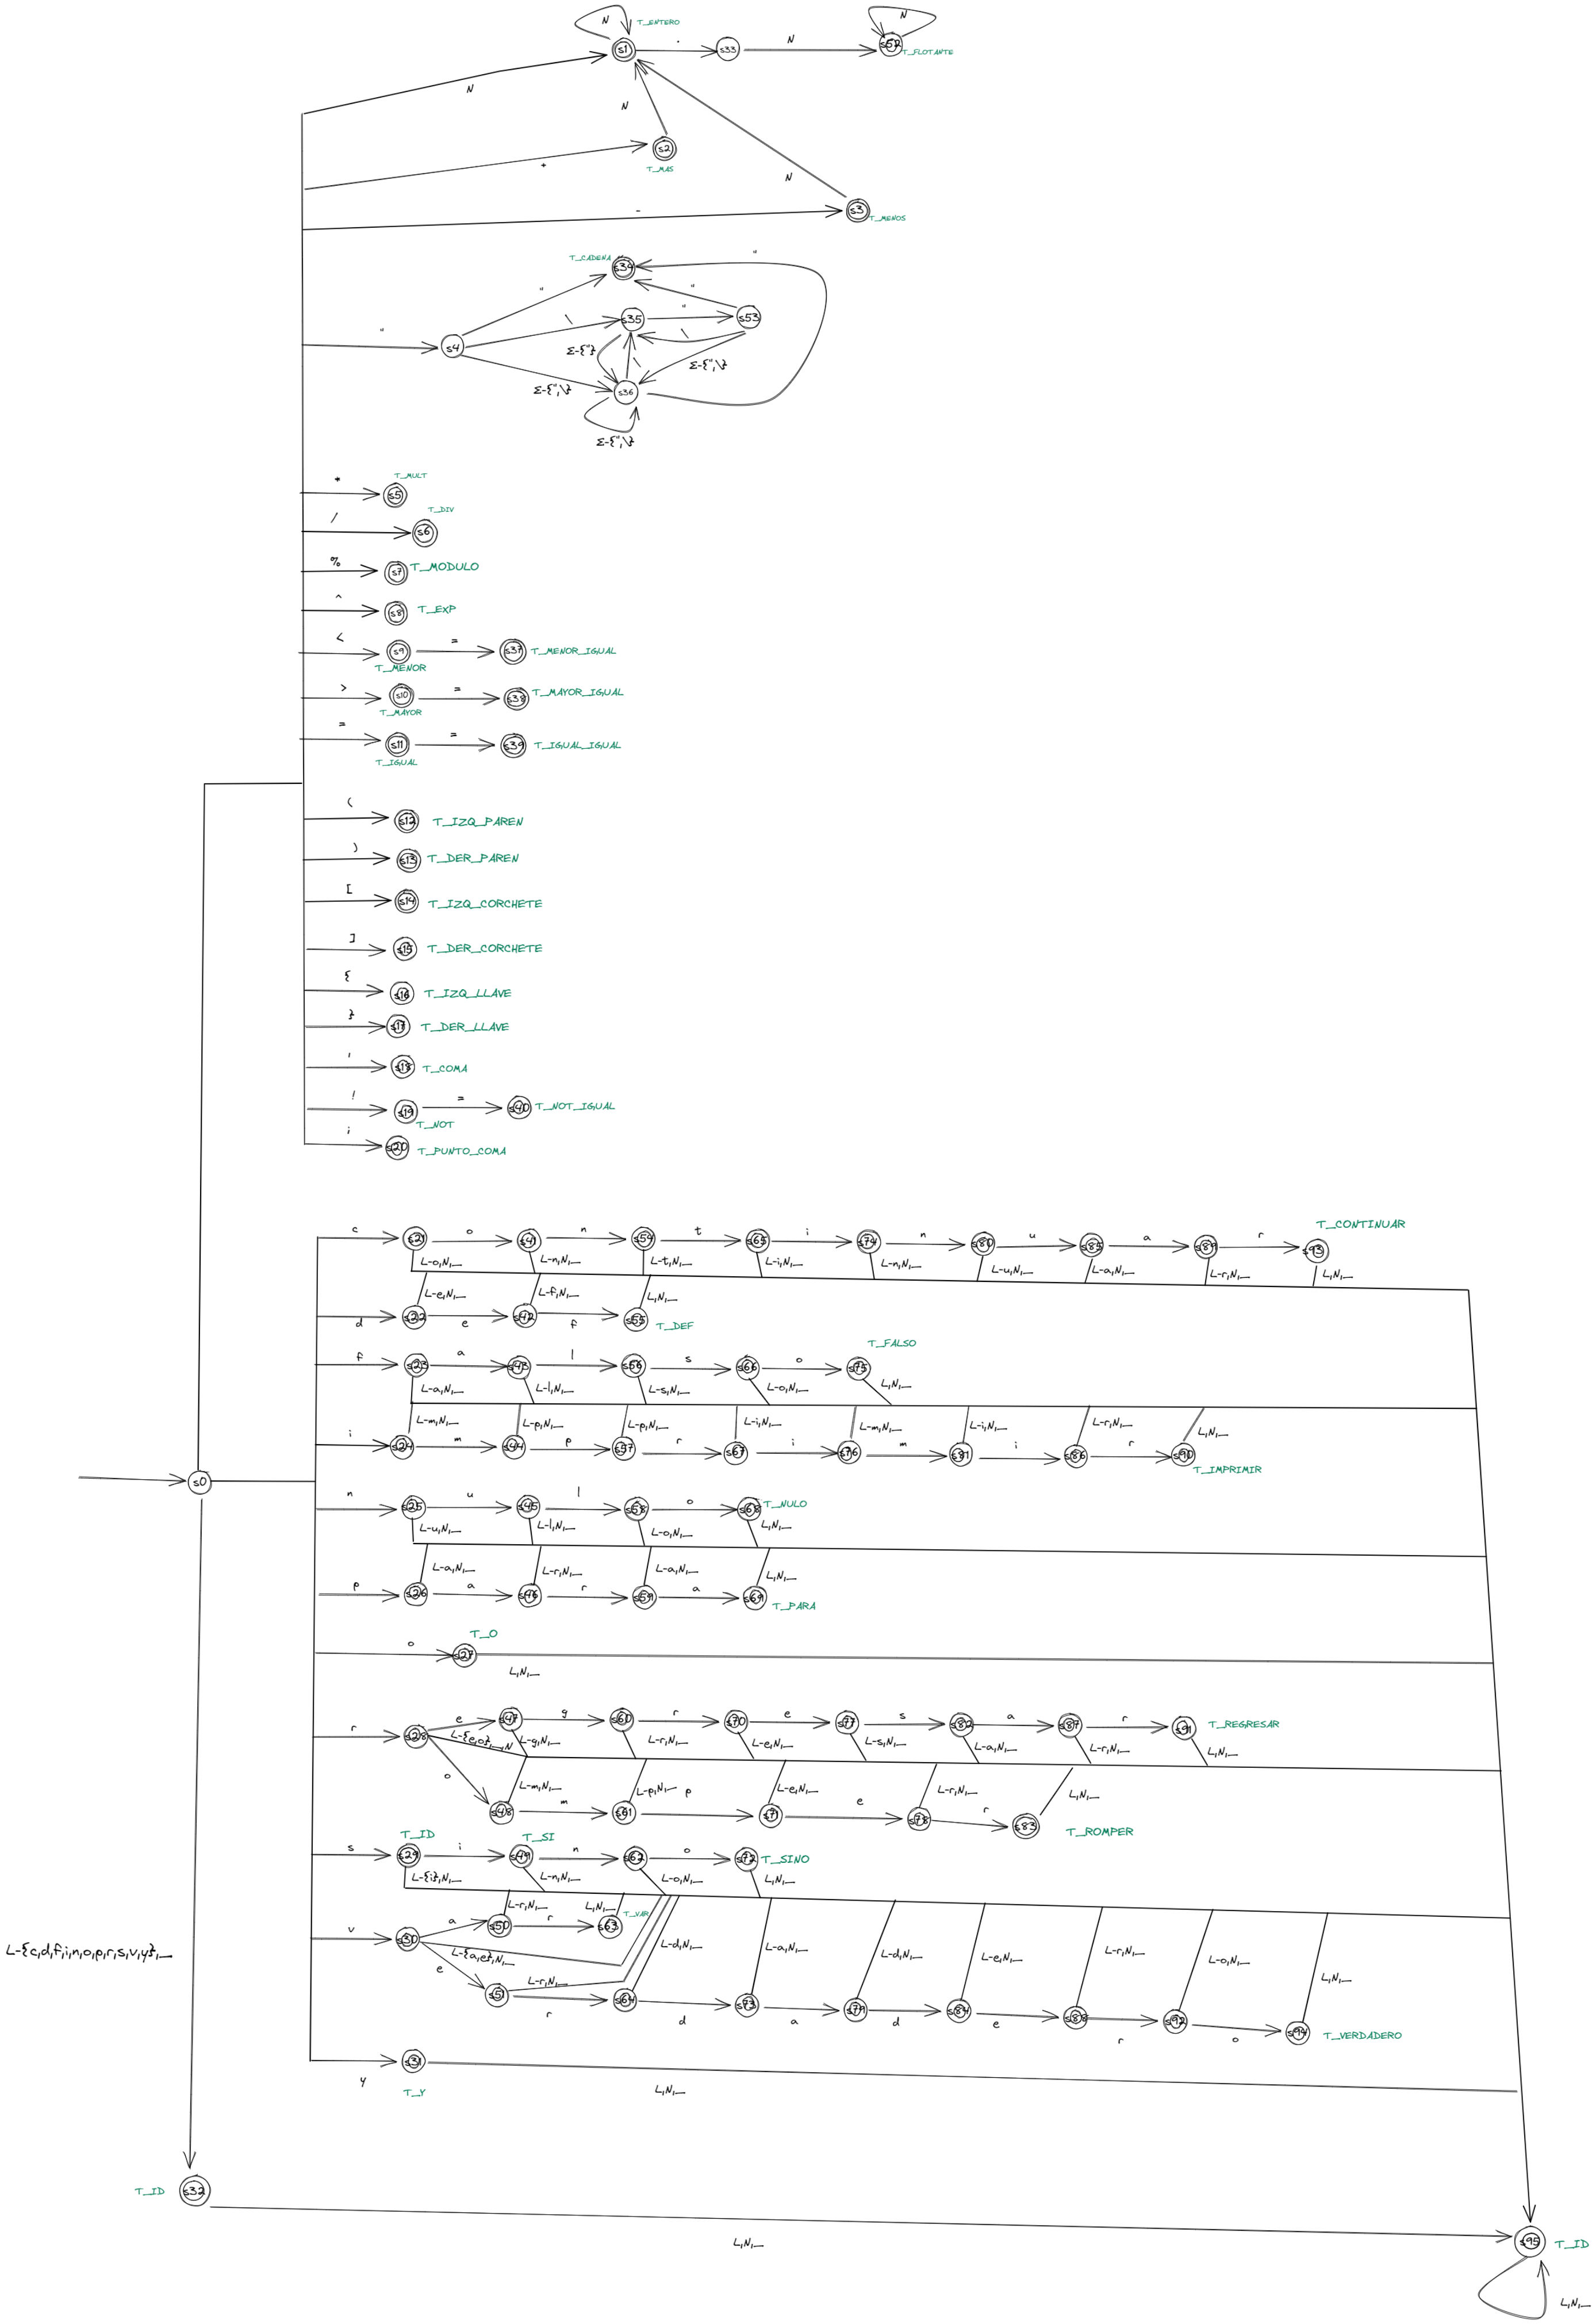 N T_ENTERO
s1 . s33 N s52 N
T_FLOTANTE
N
N
s2
T_MAS
+
N
- s3
T_MENOS
T_CADENA s34 "
" "
" s4 \ s35 " s53
Σ-{"} \ \
Σ-{",\} s36 Σ-{",\}
Σ-{",\}
* s5 T_MULT
/ s6 T_DIV
% s7 T_MODULO
^ s8 T_EXP
< s9 = s37 T_MENOR_IGUAL
T_MENOR
> s10 = s38 T_MAYOR_IGUAL
T_MAYOR
= s11 = s39 T_IGUAL_IGUAL
T_IGUAL
( s12 T_IZQ_PAREN
) s13 T_DER_PAREN
[ s14 T_IZQ_CORCHETE
] s15 T_DER_CORCHETE
{ s16 T_IZQ_LLAVE
} s17 T_DER_LLAVE
, s18 T_COMA
! s19 = s40 T_NOT_IGUAL
T_NOT
; s20 T_PUNTO_COMA
T_CONTINUAR
c s21 o s41 n s54 t s65 i s74 n s80 u s85 a s89 r s93
L-o,N,_ L-n,N,_ L-t,N,_ L-i,N,_ L-n,N,_ L-u,N,_ L-a,N,_ L-r,N,_ L,N,_
L-e,N,_ L-f,N,_ L,N,_
d s22 e s42 f s55
T_DEF
T_FALSO
f s23 a s43 l s56 s s66 o s75
L-a,N,_ L-l,N,_ L-s,N,_ L-o,N,_ L,N,_
L-m,N,_ L-p,N,_ L-p,N,_ L-i,N,_ L-m,N,_ L-i,N,_ L-r,N,_ L,N,_
i s24 m s44 p s57 r s67 i s76 m s81 i s86 r s90
T_IMPRIMIR
s0
n s25 u s45 l s58 o s68 T_NULO
L-u,N,_ L-l,N,_ L-o,N,_ L,N,_
L-a,N,_ L-r,N,_ L-a,N,_ L,N,_
p s26 a s46 r s59 a s69
T_PARA
T_O
o s27
L,N,_
r s28 e s47 g s60 r s70 e s77 s s82 a s87 r s91 T_REGRESAR
L-{e,o},_,N L-g,N,_ L-r,N,_ L-e,N,_ L-s,N,_ L-a,N,_ L-r,N,_ L,N,_
L-m,N,_ L-p,N,_ L-e,N,_ L-r,N,_ L,N,_
o s48 m s61 p s71 e s78 r s83
T_ROMPER
T_ID T_SI
s s29 i s49 n s62 o s72 T_SINO
L-{i},N,_ L-n,N,_ L-o,N,_ L,N,_
L-r,N,_ L,N,_
v s30 a s50 r s63 T_VAR
L-{a,e},N,_ L-d,N,_ L-a,N,_ L-d,N,_ L-e,N,_ L-r,N,_ L-o,N,_ L,N,_
L-{c,d,f,i,n,o,p,r,s,v,y},_
e s51 L-r,N,_ r s64 d s73 a s79 d s84 e s88 r s92 o s94 T_VERDADERO
y s31
T_Y
L,N,_
T_ID s32
L,N,_
s95 T_ID
L,N,_